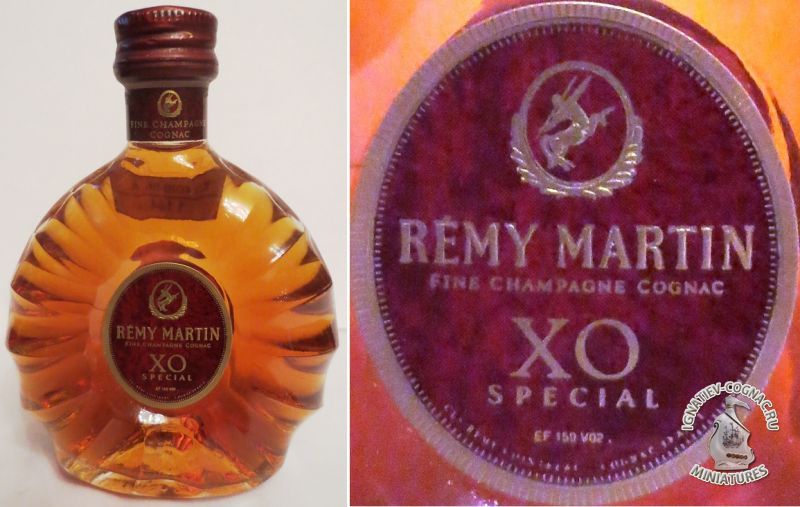 FINE CHAMPAGNE
COGNAC
RÉMY MARTIN
FINE CHAMPAGNE COGNAC
XO
SPECIAL
RÉMY MARTIN
FINE CHAMPAGNE COGNAC
XO
SPECIAL
EF 150 V02
IGNATIEV-COGNAC.RU
MINIATURES